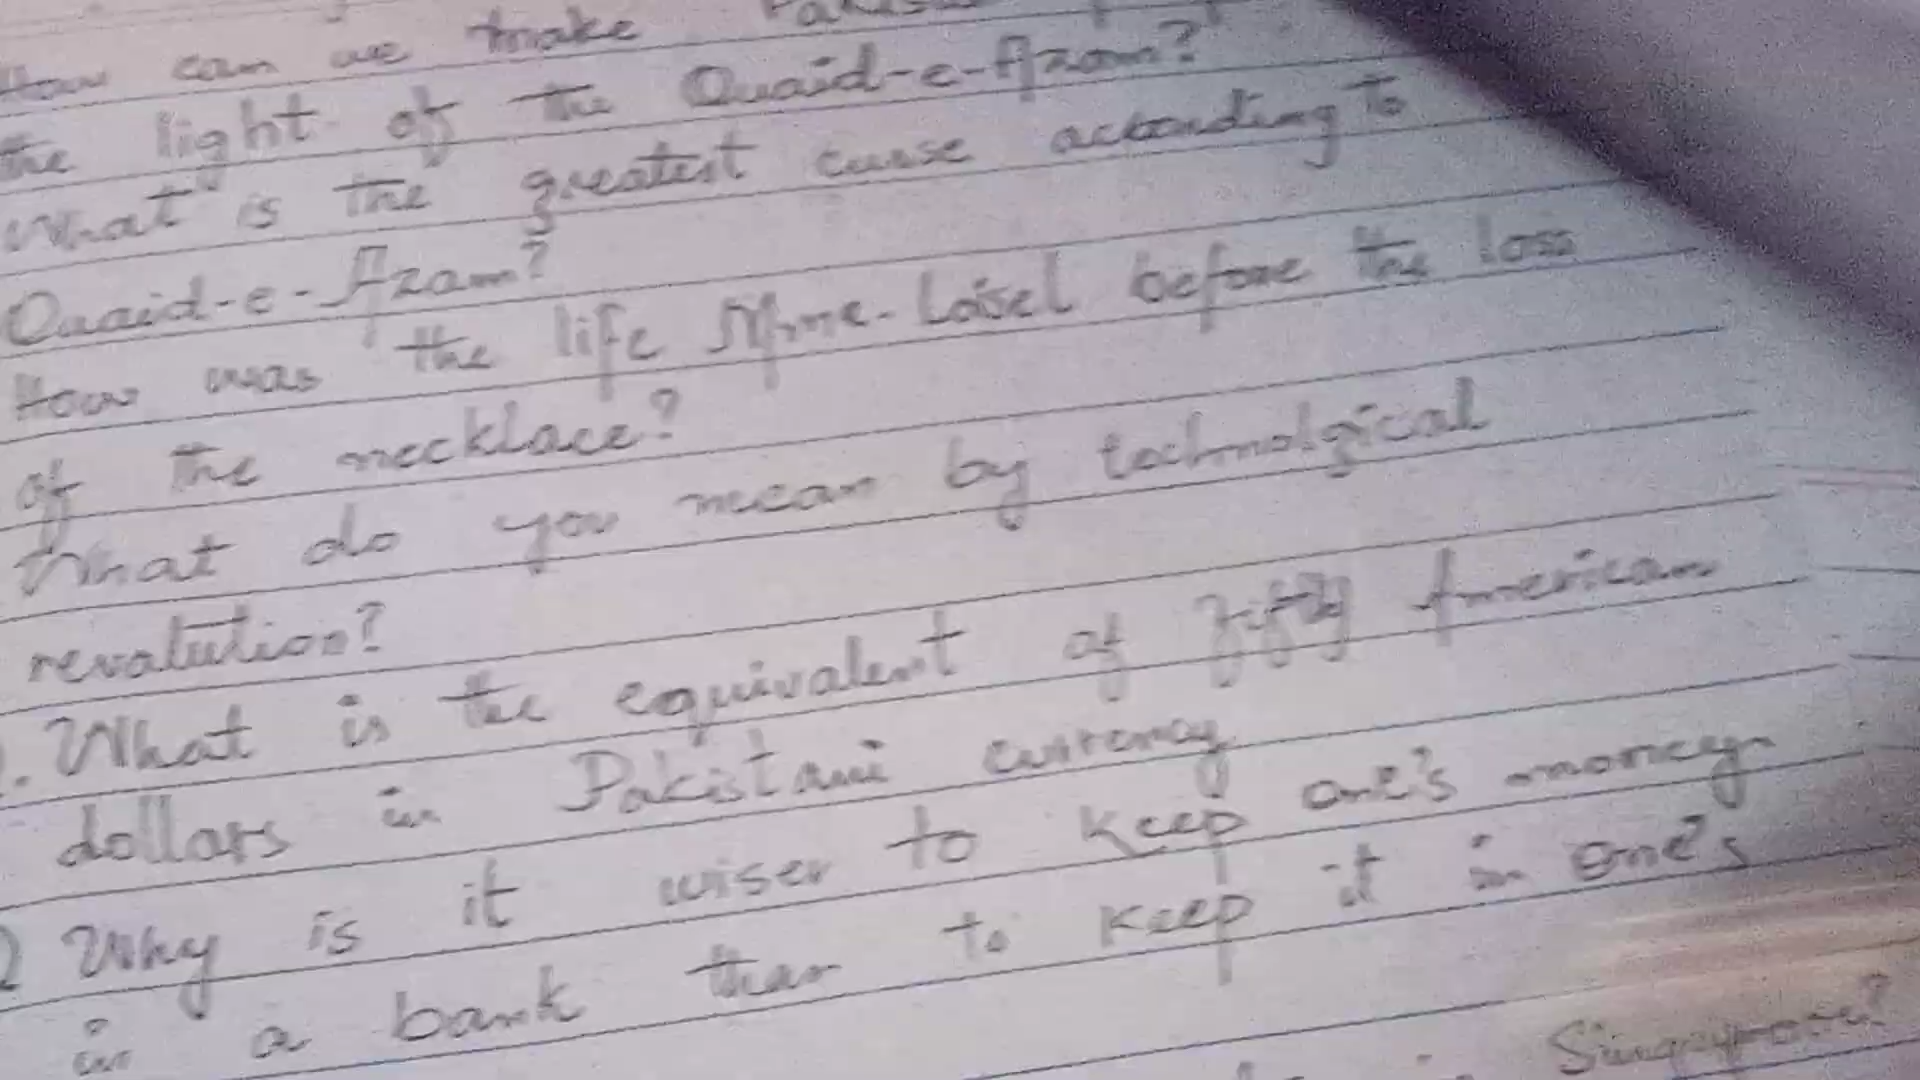 How can we make
the light of the Quaid-e-Azam?
What is the greatest curse according to
Quaid-e-Azam?
How was the life Mme. Loisel before the loss
of the necklace?
What do you mean by technolgical
revalution?
. What is the equivalent of fifty American
dollars in Pakistani currency
Why is it wiser to keep one's money
in a bank than to keep it in one's
Singapore?